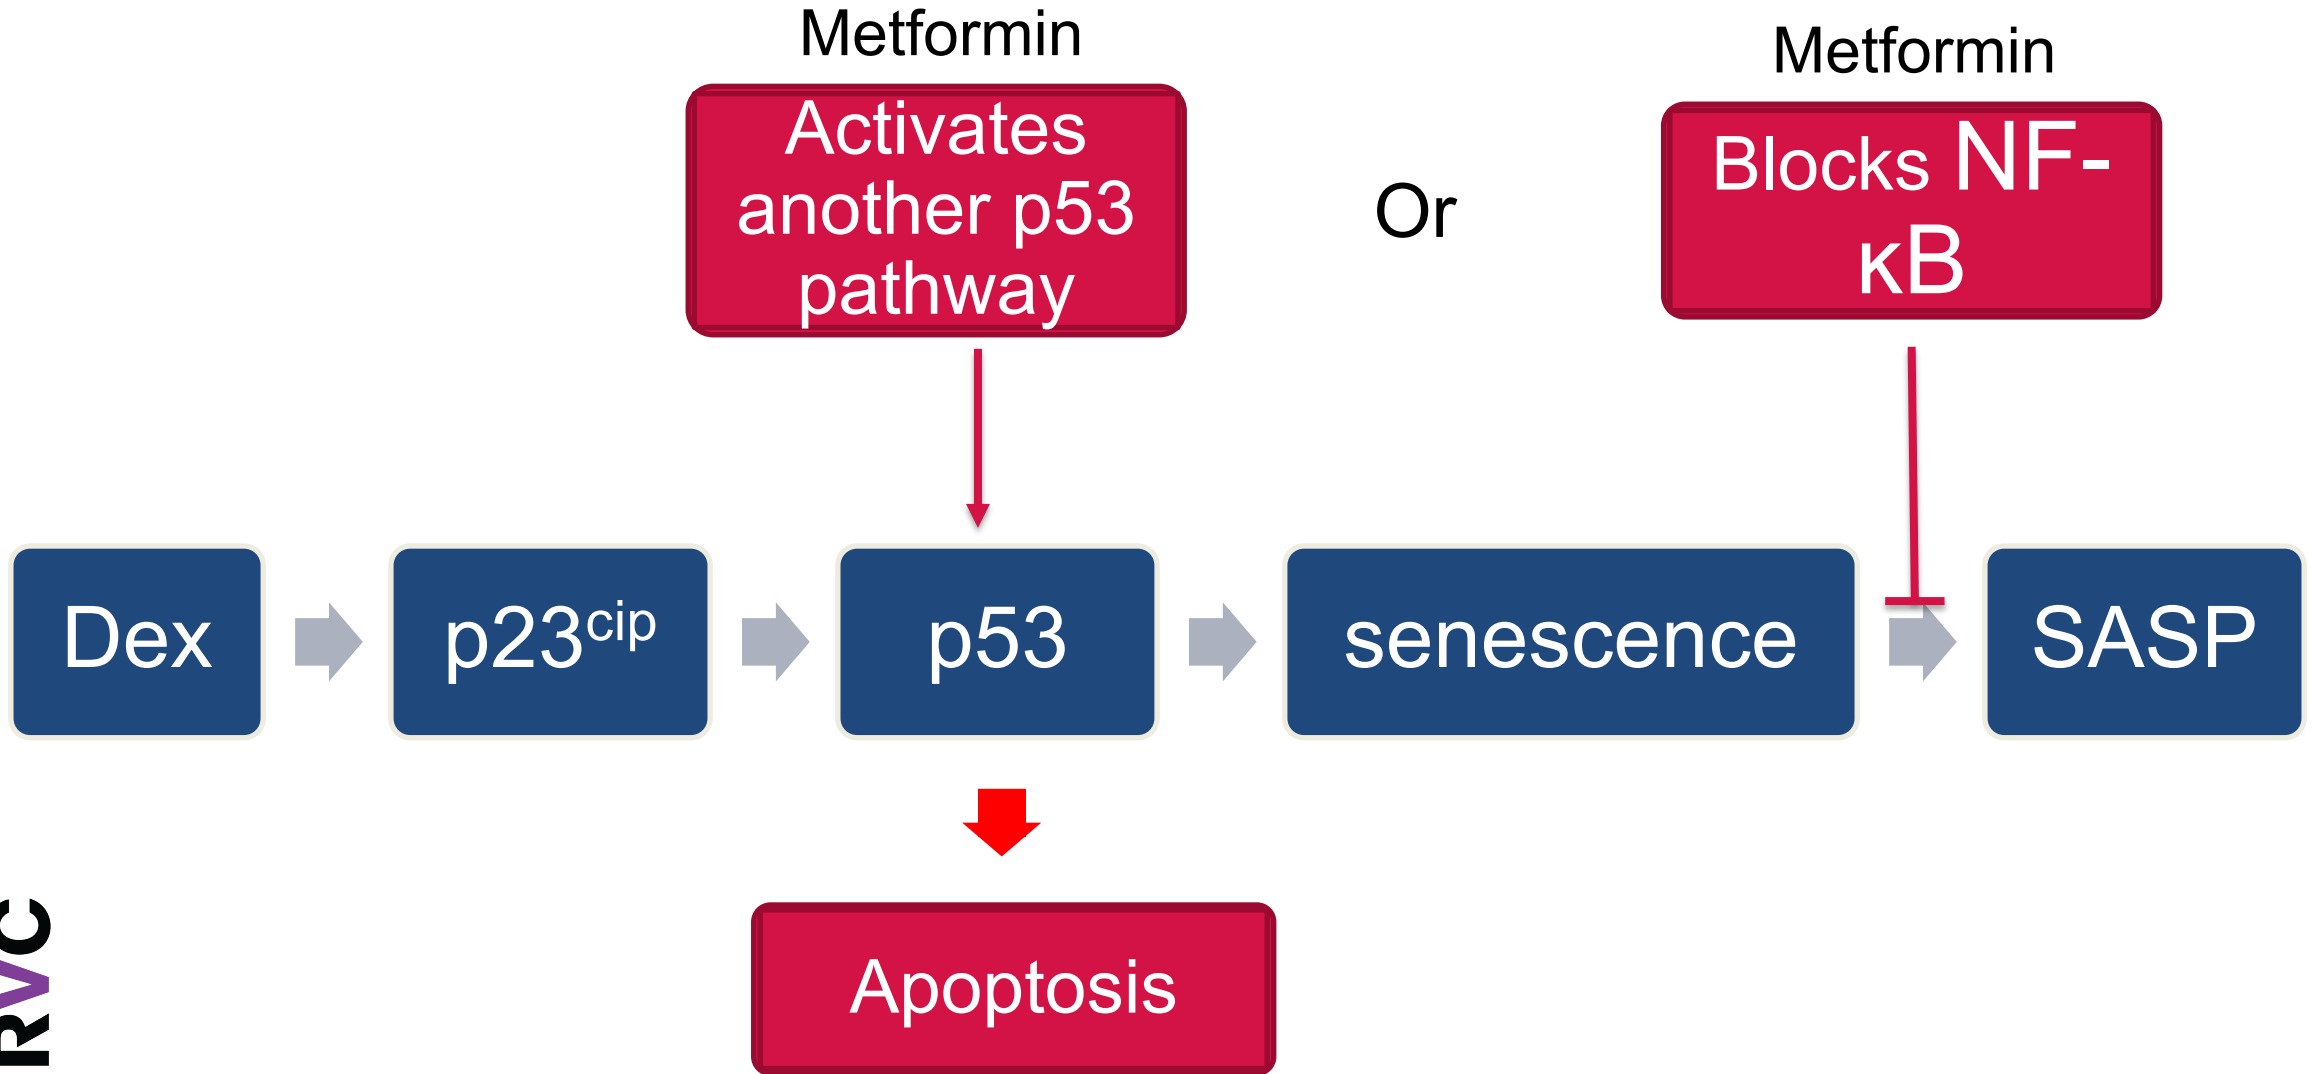 Metformin
Metformin
Activates
another p53
pathway
Or
Blocks NF-
κB
Dex
p23cip
p53
senescence
SASP
Apoptosis
RVC